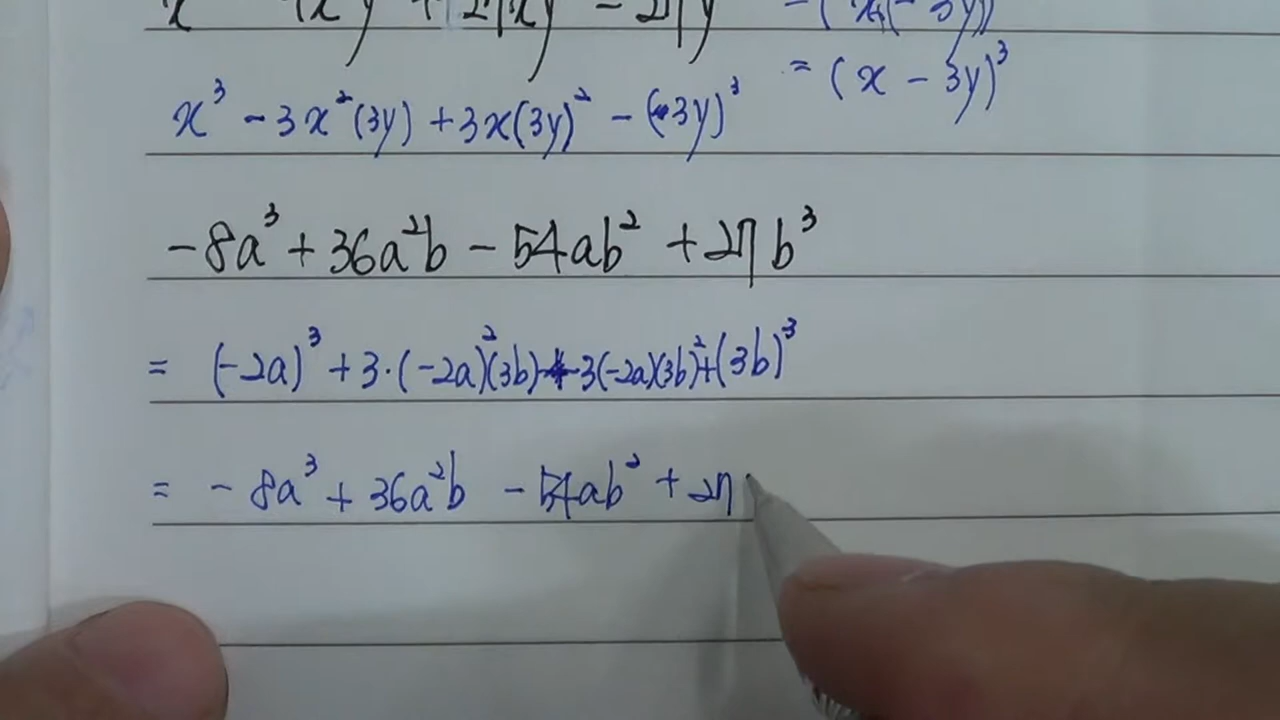 = (x - 3y)³
x³ - 3x²(3y) + 3x(3y)² - (3y)³
-8a³ + 36a²b - 54ab² + 27b³
= (-2a)³ + 3·(-2a)²(3b) + 3(-2a)(3b)² + (3b)³
= - 8a³ + 36a²b - 54ab² + 27